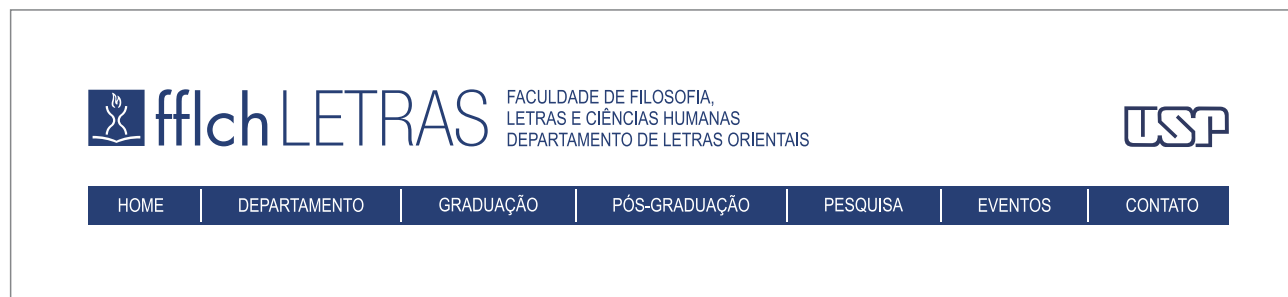 fflch LETRAS
FACULDADE DE FILOSOFIA,
LETRAS E CIÊNCIAS HUMANAS
DEPARTAMENTO DE LETRAS ORIENTAIS
USP
HOME DEPARTAMENTO GRADUAÇÃO PÓS-GRADUAÇÃO PESQUISA EVENTOS CONTATO